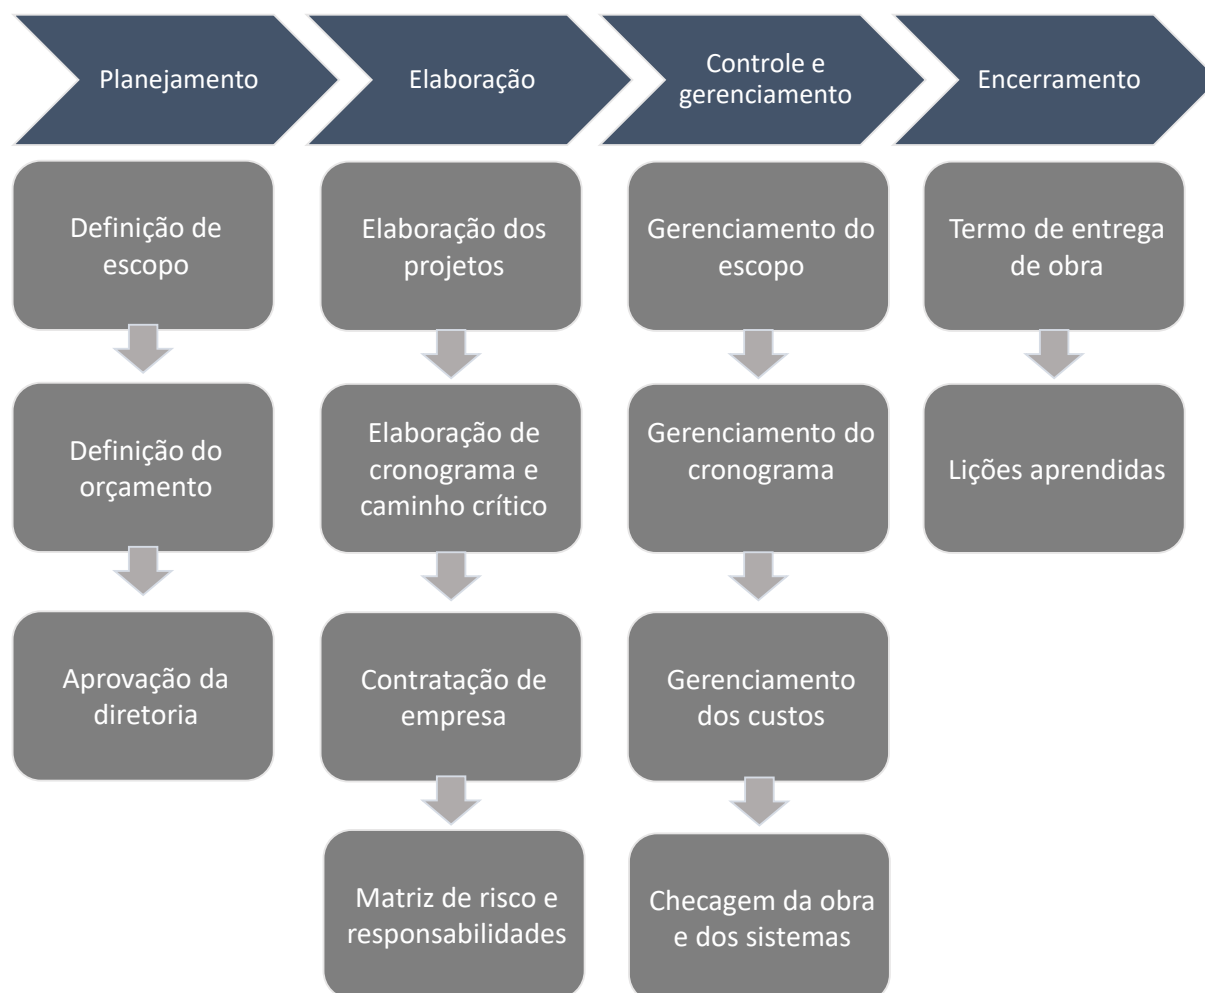 Planejamento
Elaboração
Controle e
gerenciamento
Encerramento
Definição de
escopo
Definição do
orçamento
Aprovação da
diretoria
Elaboração dos
projetos
Elaboração de
cronograma e
caminho crítico
Contratação de
empresa
Matriz de risco e
responsabilidades
Gerenciamento do
escopo
Gerenciamento do
cronograma
Gerenciamento
dos custos
Checagem da obra
e dos sistemas
Termo de entrega
de obra
Lições aprendidas